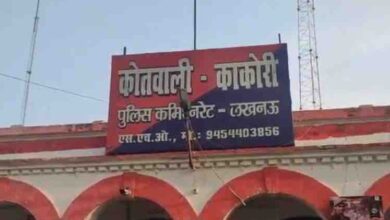 कोतवाली - काकोरी
पुलिस कमिश्नरेट - लखनऊ
एस.एच.ओ., मो.: 9454403856